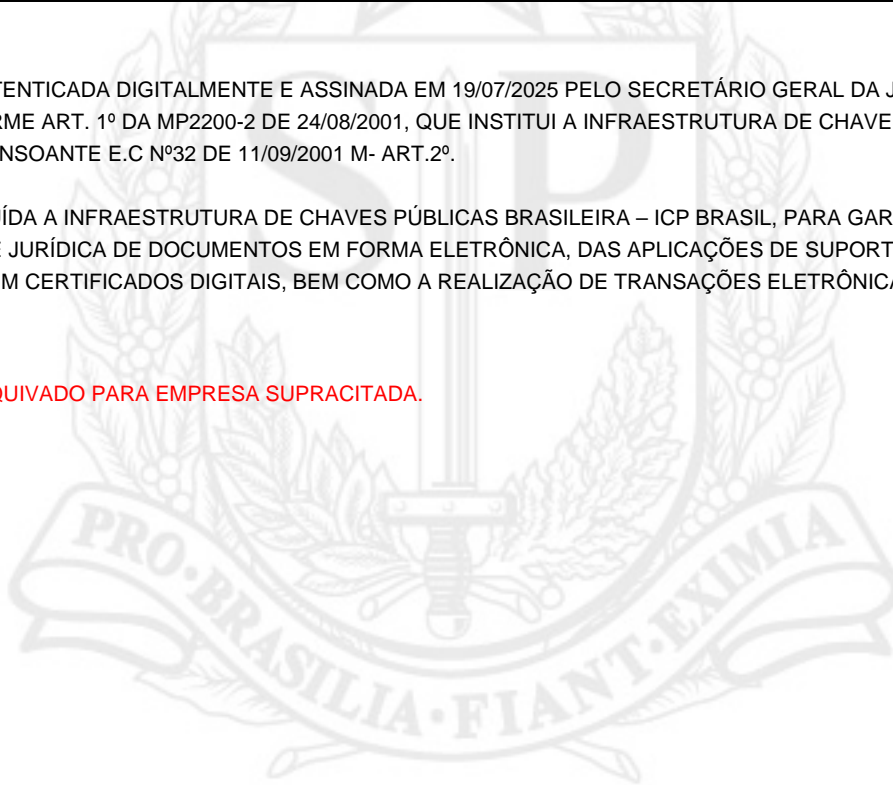 TENTICADA DIGITALMENTE E ASSINADA EM 19/07/2025 PELO SECRETÁRIO GERAL DA J
RME ART. 1º DA MP2200-2 DE 24/08/2001, QUE INSTITUI A INFRAESTRUTURA DE CHAVE
NSOANTE E.C Nº32 DE 11/09/2001 M- ART.2º.
ÍDA A INFRAESTRUTURA DE CHAVES PÚBLICAS BRASILEIRA – ICP BRASIL, PARA GAR
E JURÍDICA DE DOCUMENTOS EM FORMA ELETRÔNICA, DAS APLICAÇÕES DE SUPORT
M CERTIFICADOS DIGITAIS, BEM COMO A REALIZAÇÃO DE TRANSAÇÕES ELETRÔNICA
QUIVADO PARA EMPRESA SUPRACITADA.
SP
PRO·BRASILIA·FIANT·EXIMIA